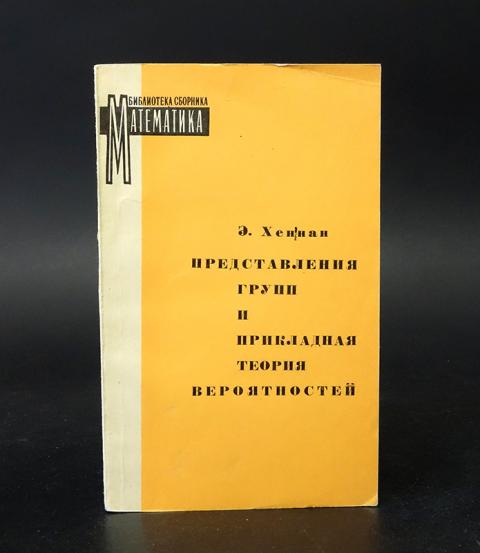 БИБЛИОТЕКА СБОРНИКА
МАТЕМАТИКА
Э. Хеннан
ПРЕДСТАВЛЕНИЯ
ГРУПП
И
ПРИКЛАДНАЯ
ТЕОРИЯ
ВЕРОЯТНОСТЕЙ